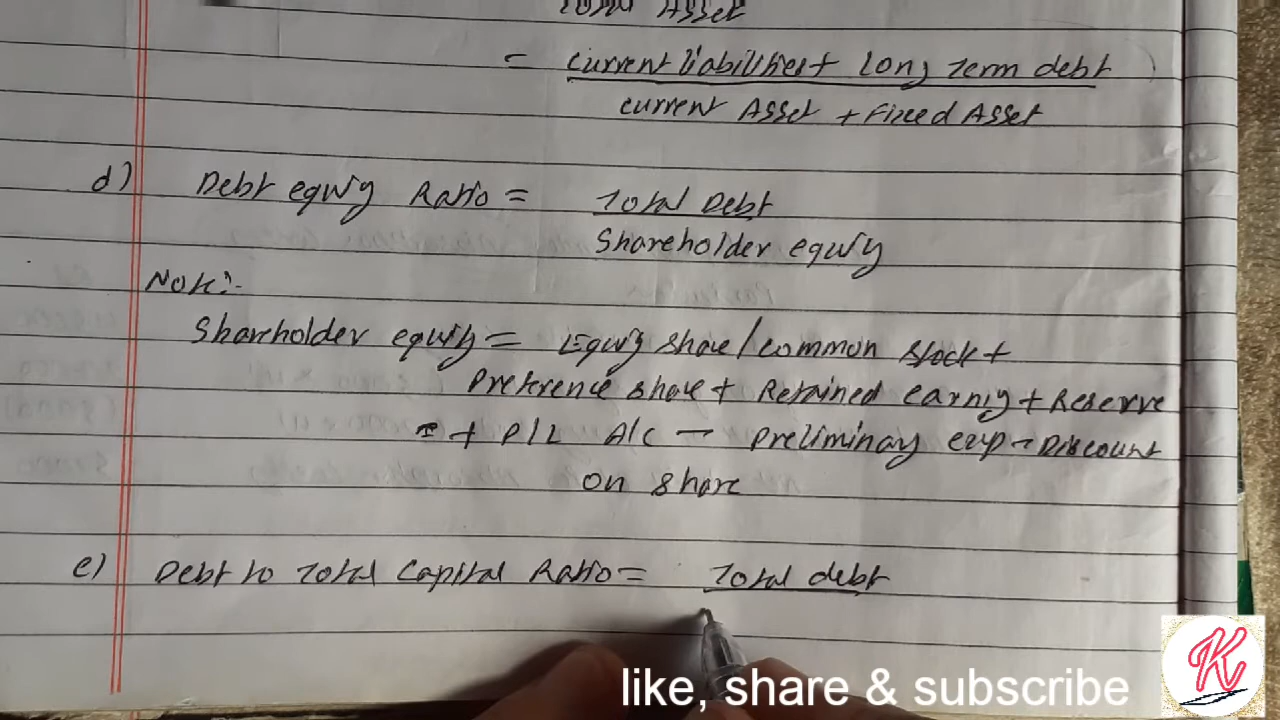 Total Asset
= current liabilities + Long Term debt
current Asset + Fixed Asset
d) Debt equity Ratio = Total Debt
Shareholder equity
Note:-
Shareholder equity = Equity share/common stock +
Preference share + Retained earning + Reserve
+ P/L A/C - Preliminary exp - Discount
on share
e) Debt to Total Capital Ratio = Total debt
like, share & subscribe
K